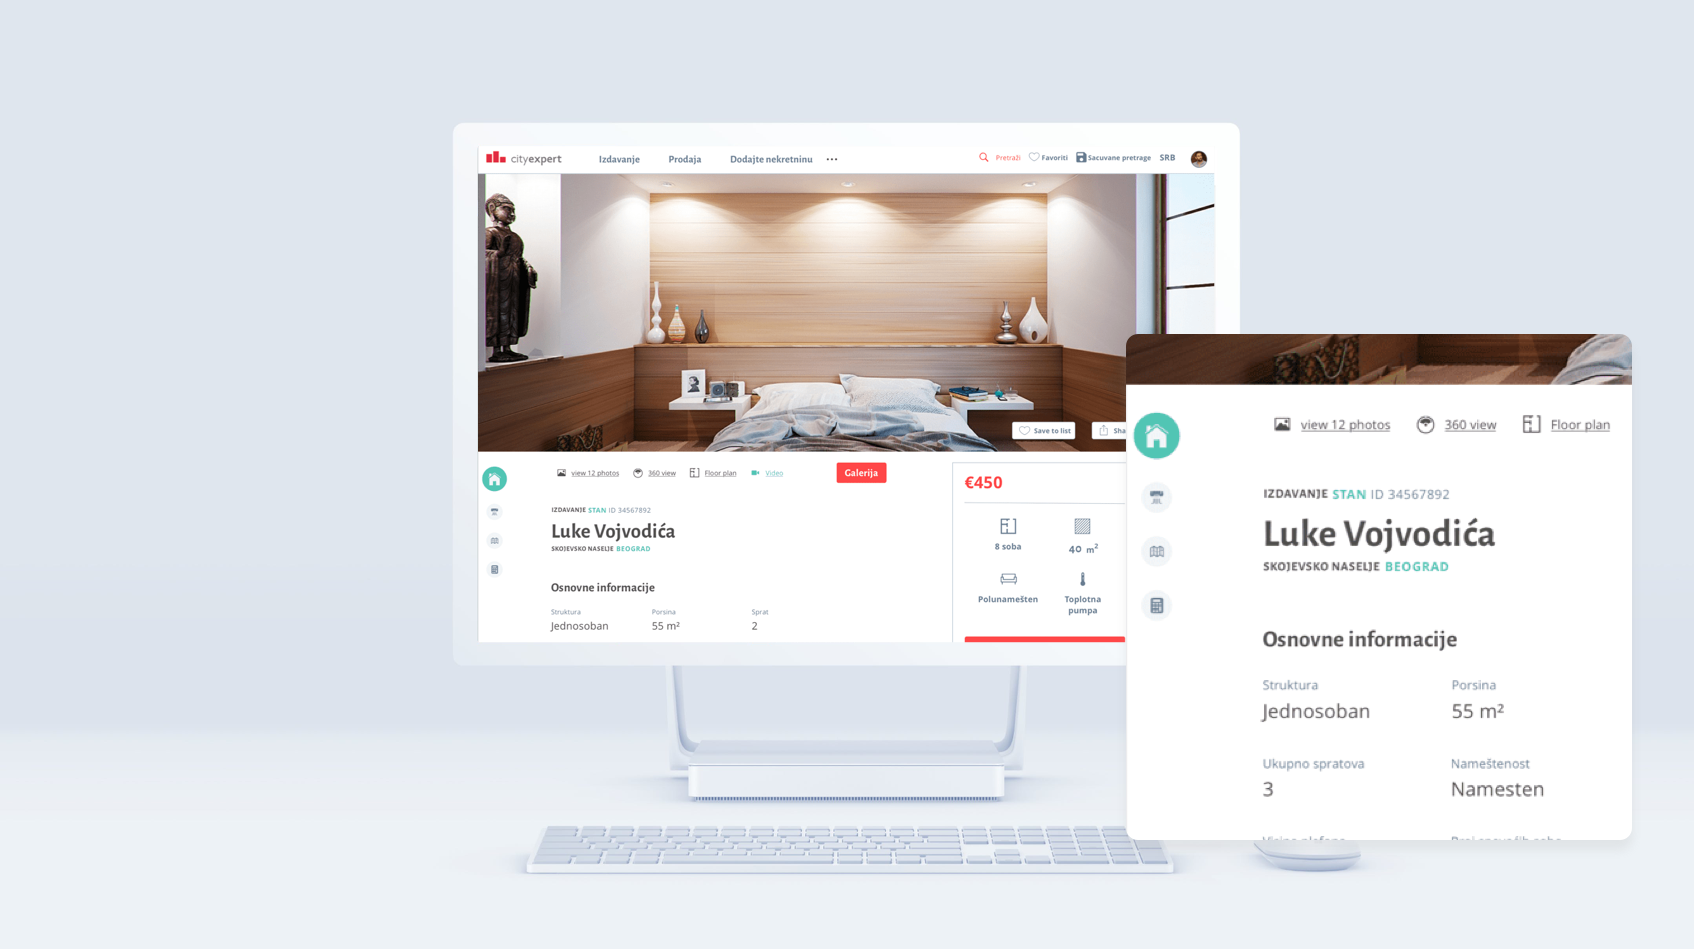 cityexpert
Izdavanje
Prodaja
Dodajte nekretninu
Pretraži
Favoriti
Sacuvane pretrage
SRB
Save to list
Sha
view 12 photos
360 view
Floor plan
Video
Galerija
IZDAVANJE STAN ID 34567892
Luke Vojvodića
SKOJEVSKO NASELJE BEOGRAD
Osnovne informacije
Struktura
Porsina
Sprat
Jednosoban
55 m²
2
€450
8 soba
40 m²
Polunamešten
Toplotna
pumpa
view 12 photos
360 view
Floor plan
IZDAVANJE STAN ID 34567892
Luke Vojvodića
SKOJEVSKO NASELJE BEOGRAD
Osnovne informacije
Struktura
Porsina
Jednosoban
55 m²
Ukupno spratova
Nameštenost
3
Namesten